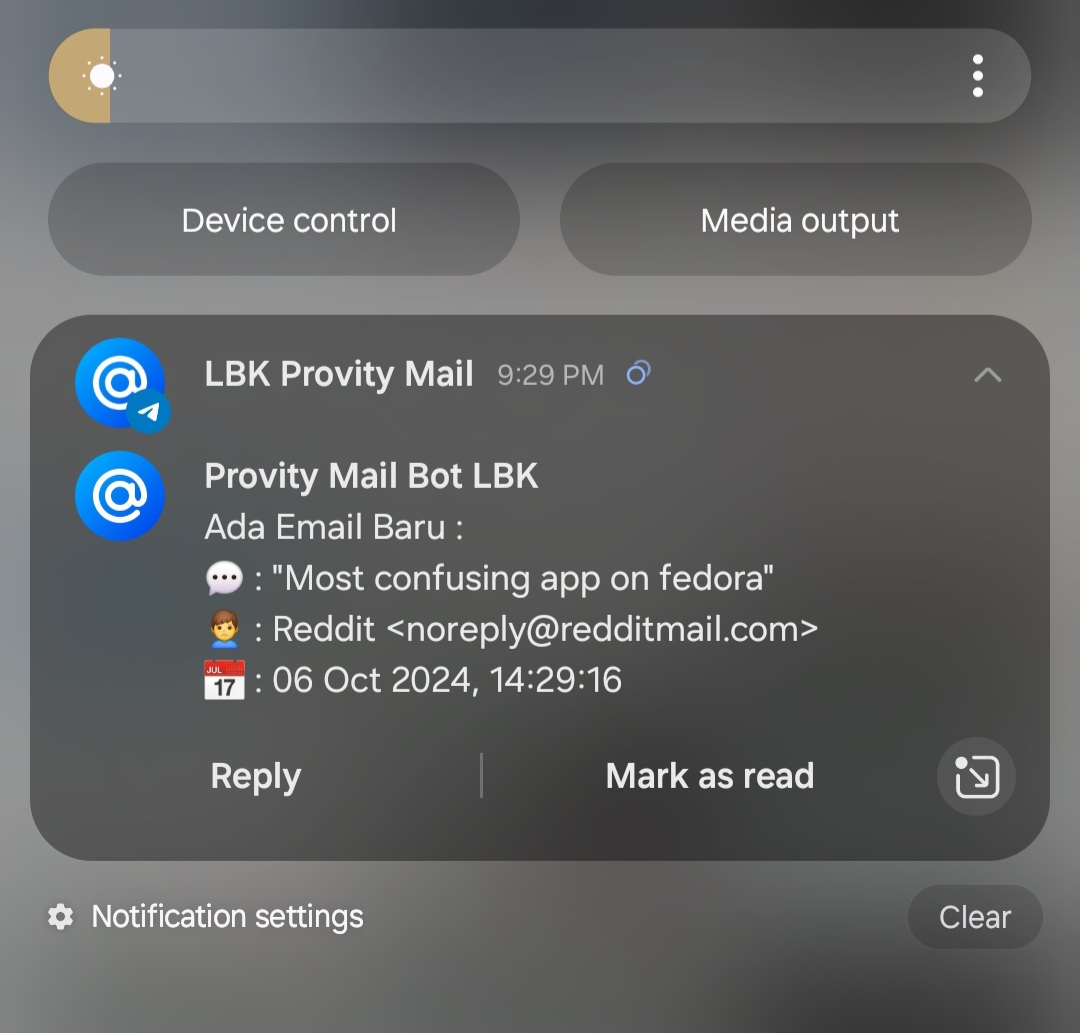 Device control
Media output
LBK Provity Mail 9:29 PM
Provity Mail Bot LBK
Ada Email Baru :
💬 : "Most confusing app on fedora"
🙍‍♂️ : Reddit <noreply@redditmail.com>
📅 : 06 Oct 2024, 14:29:16
Reply
Mark as read
Notification settings
Clear